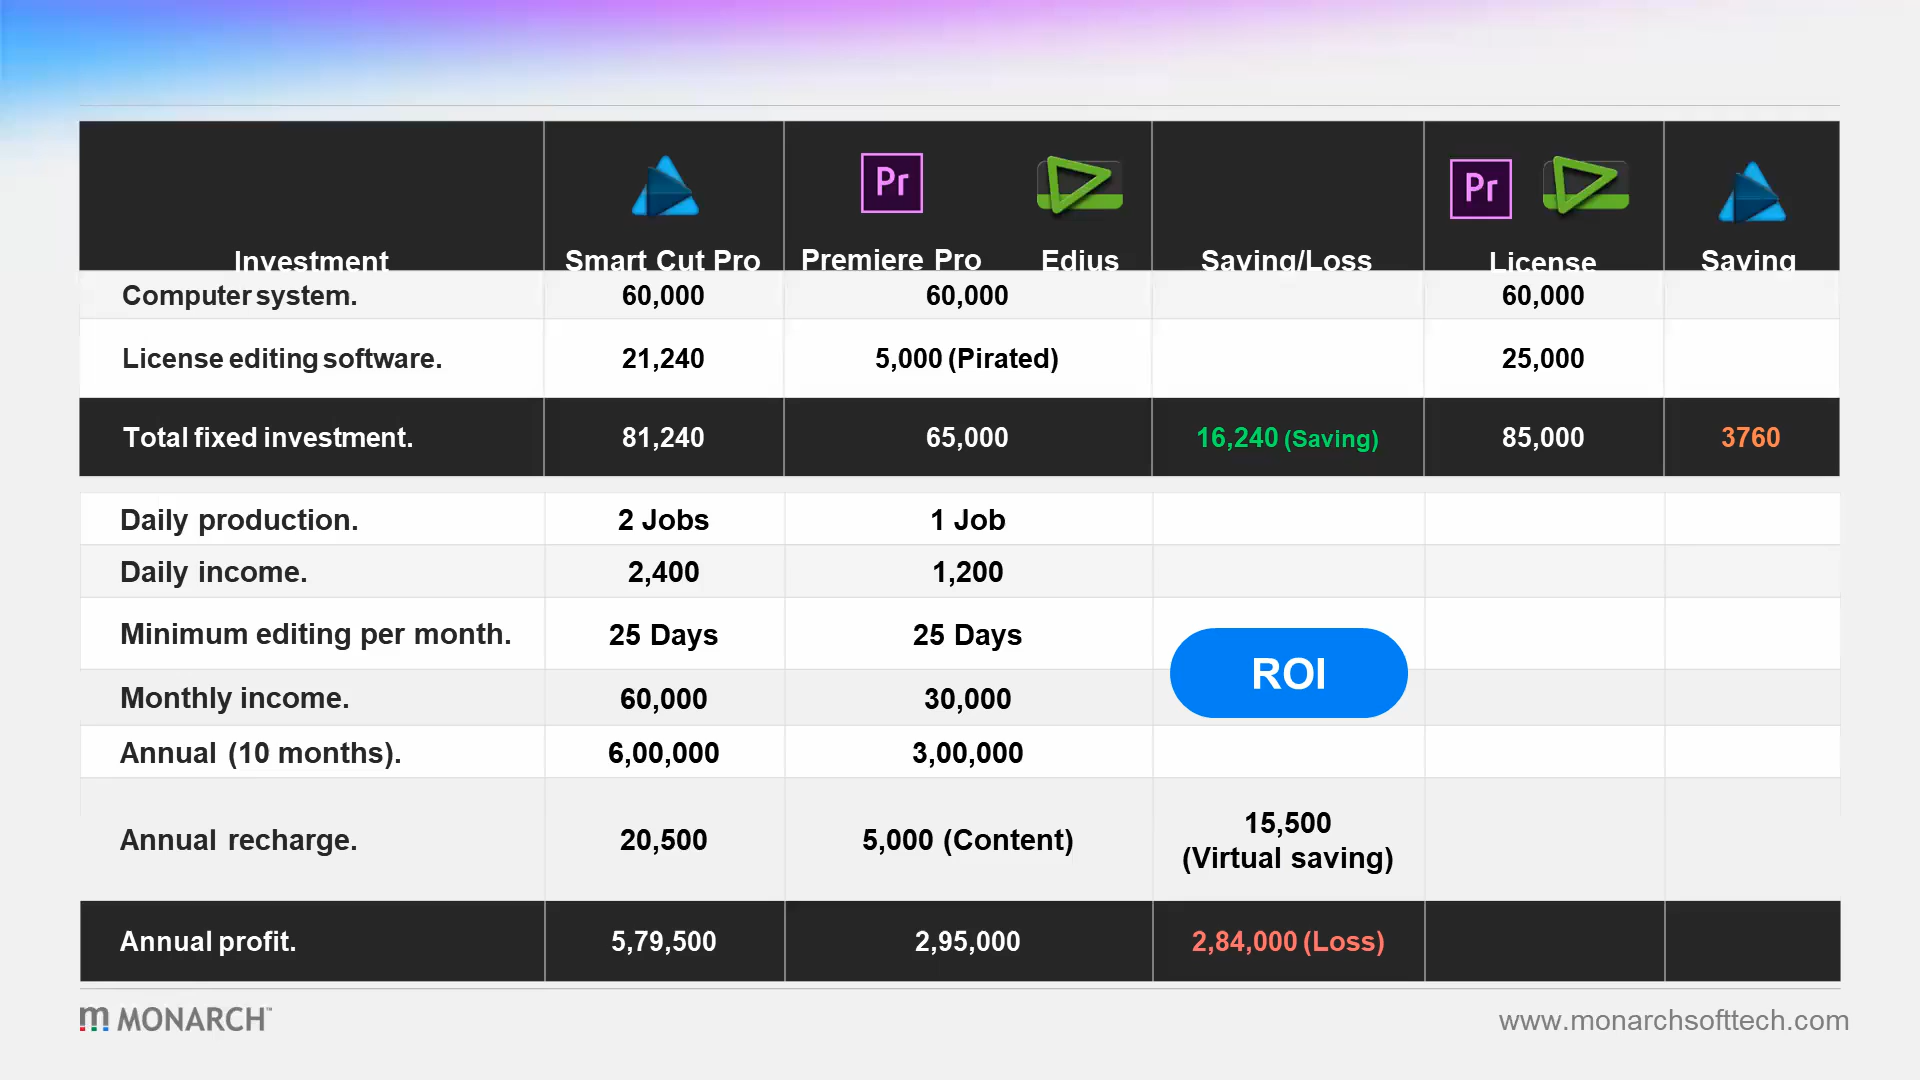 Pr Pr
Investment Smart Cut Pro Premiere Pro Edius Saving/Loss License Saving
Computer system. 60,000 60,000 60,000
License editing software. 21,240 5,000 (Pirated) 25,000
Total fixed investment. 81,240 65,000 16,240 (Saving) 85,000 3760
Daily production. 2 Jobs 1 Job
Daily income. 2,400 1,200
Minimum editing per month. 25 Days 25 Days
ROI
Monthly income. 60,000 30,000
Annual (10 months). 6,00,000 3,00,000
Annual recharge. 20,500 5,000 (Content) 15,500
(Virtual saving)
Annual profit. 5,79,500 2,95,000 2,84,000 (Loss)
m MONARCH™ www.monarchsofttech.com